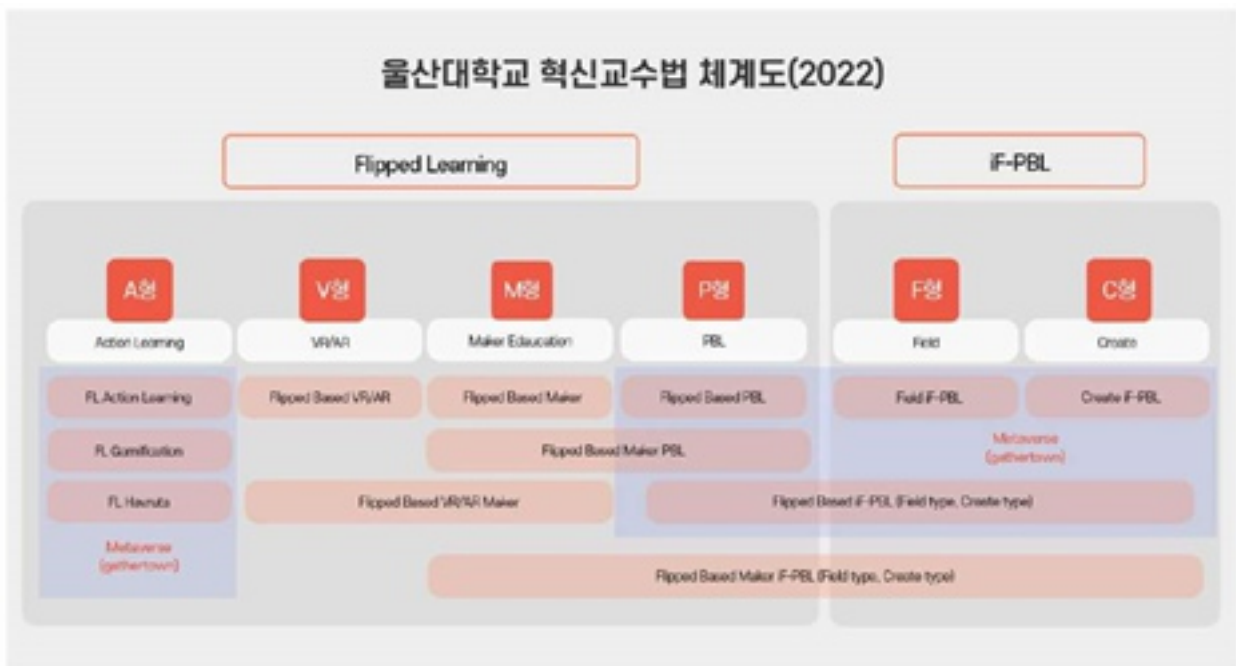 울산대학교 혁신교수법 체계도(2022)
Flipped Learning
iF-PBL
A형
V형
M형
P형
F형
C형
Action Learning
VR/AR
Maker Edaucation
PBL
Field
Create
FL Action Learning
Flipped Based VR/AR
Flipped Based Maker
Flipped Based PBL
Field iF-PBL
Create iF-PBL
FL Gamification
Flipped Based Maker PBL
Metaverse
(gathertown)
FL Havruta
Flipped Based VR/AR Maker
Flipped Based iF-PBL (Field type, Create type)
Metaverse
(gathertown)
Flipped Based Maker iF-PBL (Field type, Create type)